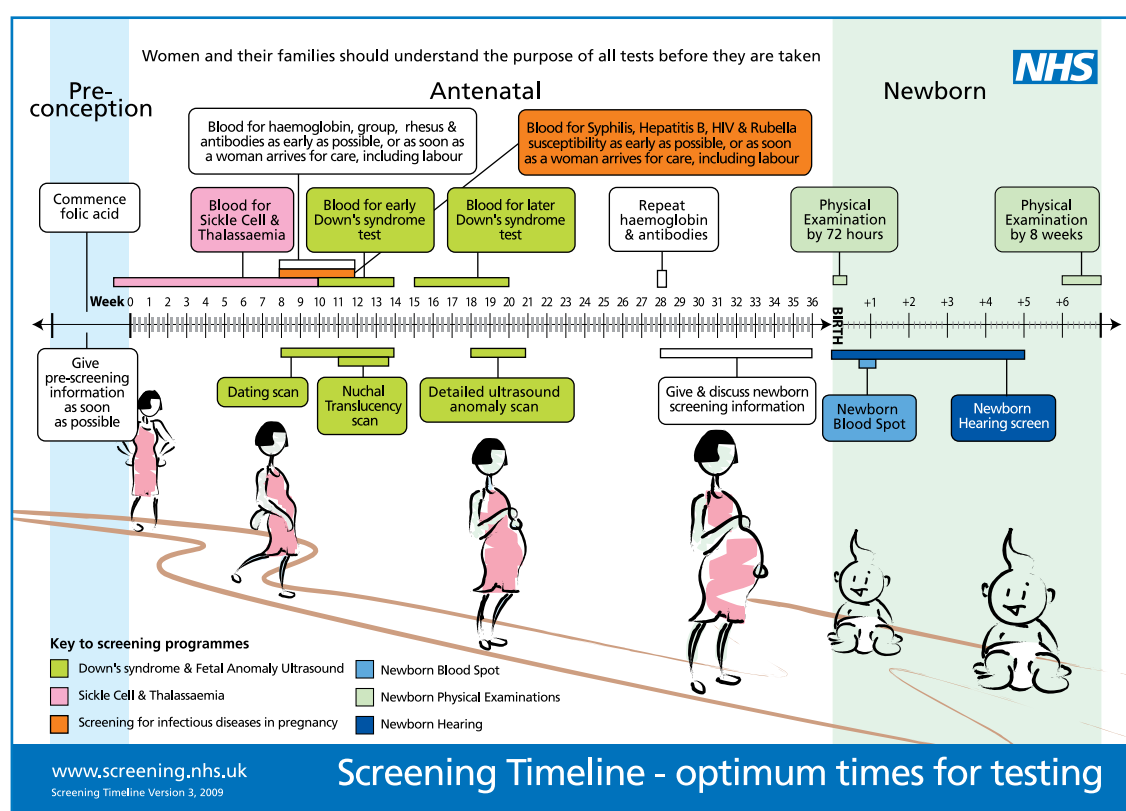 Women and their families should understand the purpose of all tests before they are taken
NHS
Pre-
conception
Antenatal
Newborn
Blood for haemoglobin, group, rhesus &
antibodies as early as possible, or as soon as
a woman arrives for care, including labour
Blood for Syphilis, Hepatitis B, HIV & Rubella
susceptibility as early as possible, or as soon
as a woman arrives for care, including labour
Commence
folic acid
Blood for
Sickle Cell &
Thalassaemia
Blood for early
Down's syndrome
test
Blood for later
Down's syndrome
test
Repeat
haemoglobin
& antibodies
Physical
Examination
by 72 hours
Physical
Examination
by 8 weeks
Week 0 1 2 3 4 5 6 7 8 9 10 11 12 13 14 15 16 17 18 19 20 21 22 23 24 25 26 27 28 29 30 31 32 33 34 35 36
BIRTH
+1 +2 +3 +4 +5 +6
Give
pre-screening
information
as soon
as possible
Dating scan
Nuchal
Translucency
scan
Detailed ultrasound
anomaly scan
Give & discuss newborn
screening information
Newborn
Blood Spot
Newborn
Hearing screen
Key to screening programmes
Down's syndrome & Fetal Anomaly Ultrasound
Sickle Cell & Thalassaemia
Screening for infectious diseases in pregnancy
Newborn Blood Spot
Newborn Physical Examinations
Newborn Hearing
www.screening.nhs.uk
Screening Timeline Version 3, 2009
Screening Timeline - optimum times for testing